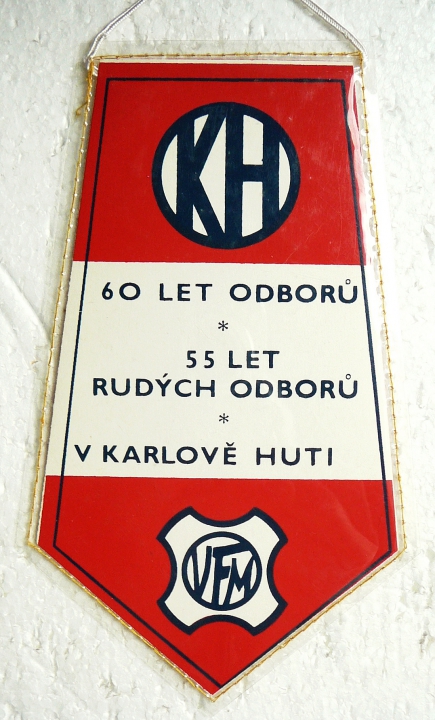 KH
60 LET ODBORŮ
*
55 LET
RUDÝCH ODBORŮ
*
V KARLOVĚ HUTI
VFM